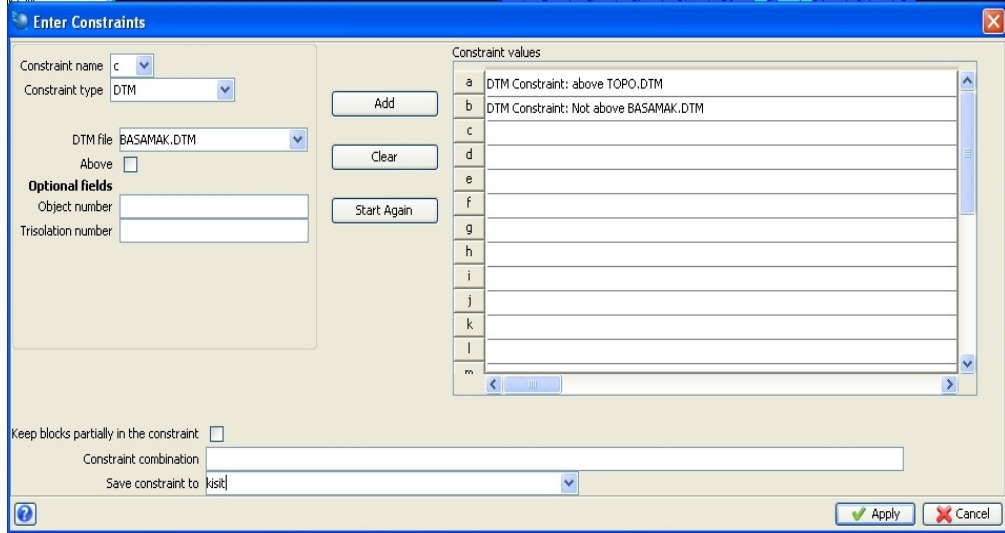 Enter Constraints
Constraint name c
Constraint type DTM
DTM file BASAMAK.DTM
Above
Optional fields
Object number
Trisolation number
Add
Clear
Start Again
Constraint values
a DTM Constraint: above TOPO.DTM
b DTM Constraint: Not above BASAMAK.DTM
c
d
e
f
g
h
i
j
k
l
m
Keep blocks partially in the constraint
Constraint combination
Save constraint to kisit
? Apply Cancel